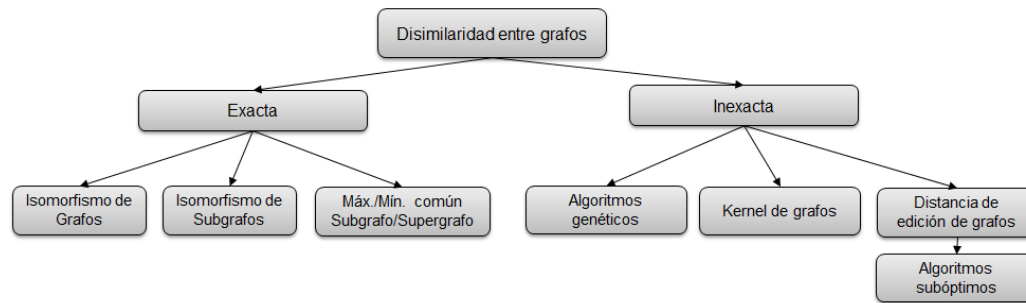 Disimilaridad entre grafos
Exacta
Inexacta
Isomorfismo de
Grafos
Isomorfismo de
Subgrafos
Máx./Mín. común
Subgrafo/Supergrafo
Algoritmos
genéticos
Kernel de grafos
Distancia de
edición de grafos
Algoritmos
subóptimos